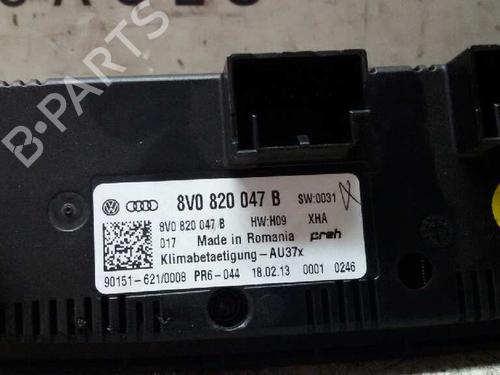 B-PARTS
8V0 820 047 B SW:0031
8V0 820 047 B HW:H09 XHA
017 Made in Romania preh
Klimabetaetigung-AU37x
90151-621/0008 PR6-044 18.02.13 0001 0246